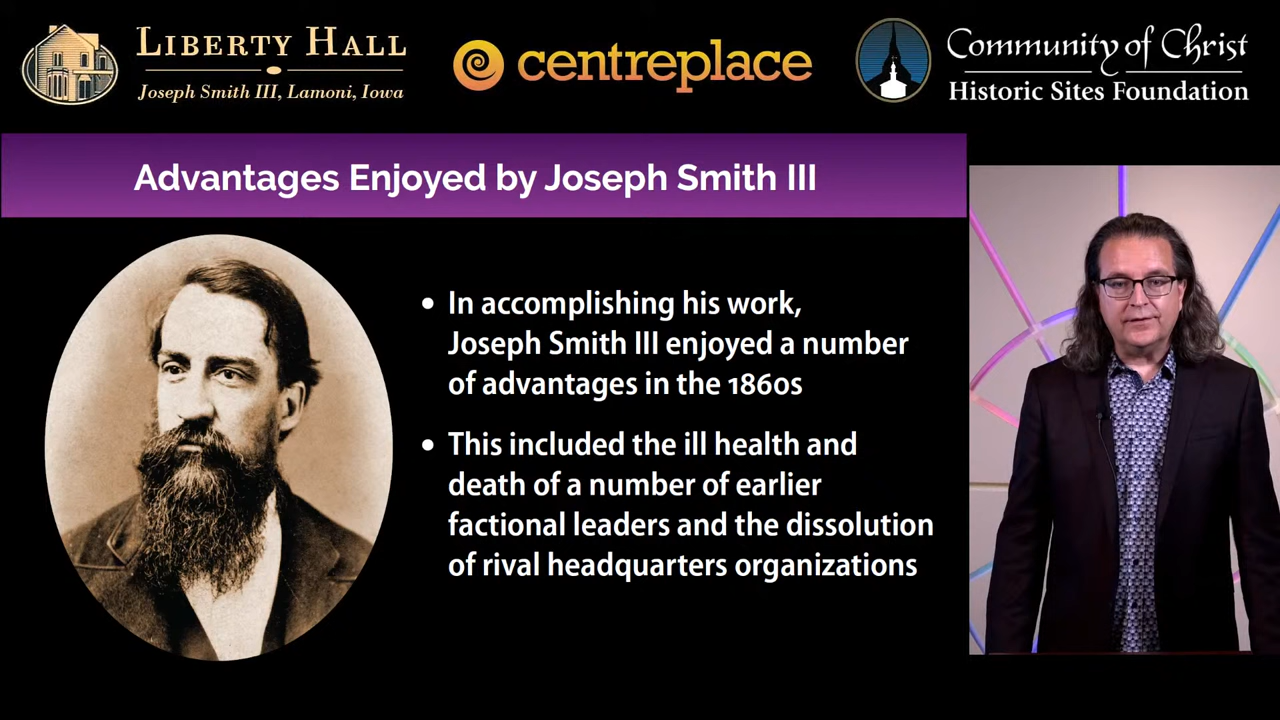 LIBERTY HALL
Joseph Smith III, Lamoni, Iowa
centreplace
Community of Christ
Historic Sites Foundation
Advantages Enjoyed by Joseph Smith III
• In accomplishing his work,
Joseph Smith III enjoyed a number
of advantages in the 1860s
• This included the ill health and
death of a number of earlier
factional leaders and the dissolution
of rival headquarters organizations